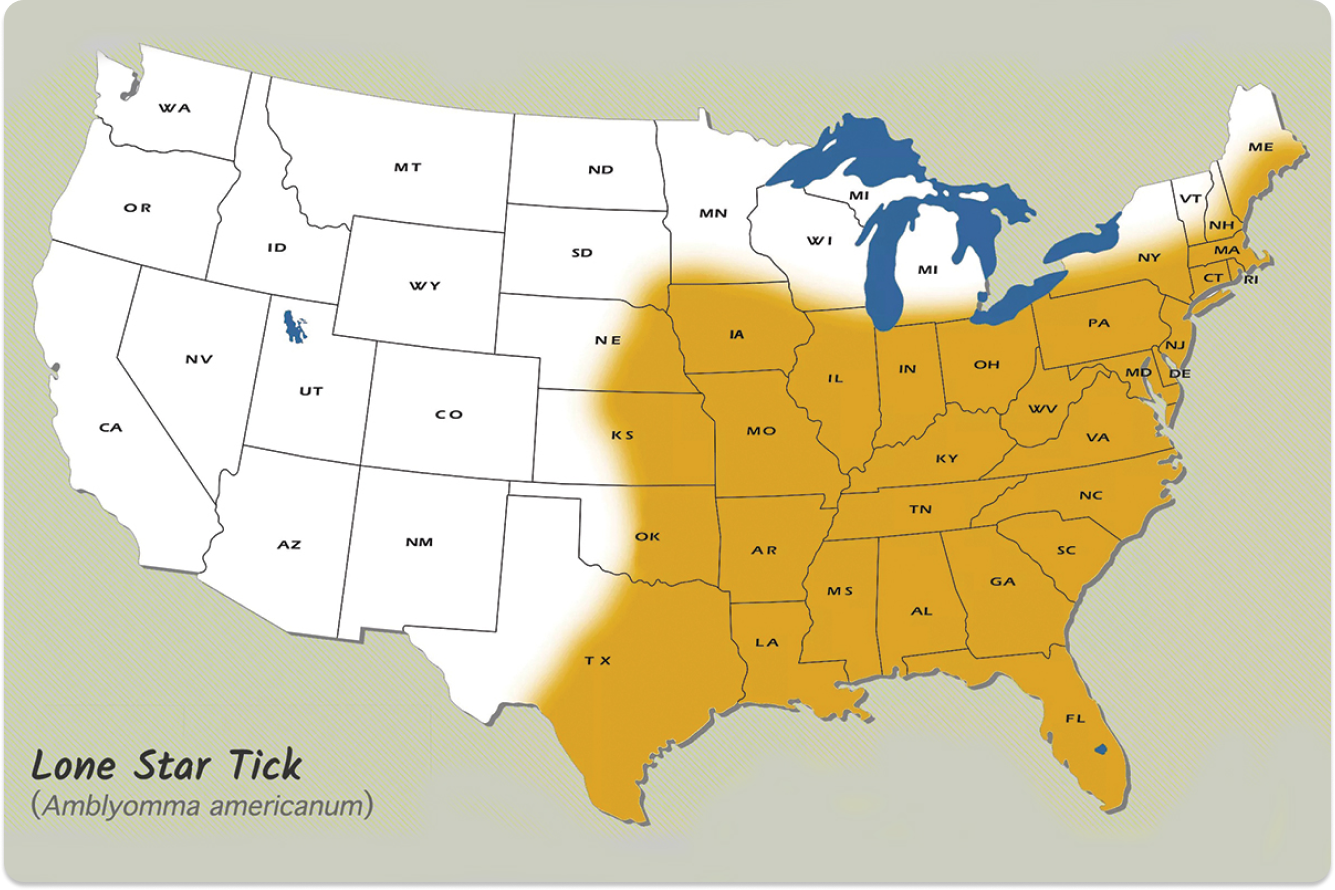 WA
MT
ND
MN
OR
ID
SD
WY
WI
MI
MI
ME
VT
NH
NY
MA
CT
RI
NV
UT
CO
NE
IA
IL
IN
OH
PA
NJ
MD
DE
CA
KS
MO
WV
VA
KY
AZ
NM
OK
AR
TN
NC
SC
MS
AL
GA
TX
LA
FL
Lone Star Tick
(Amblyomma americanum)